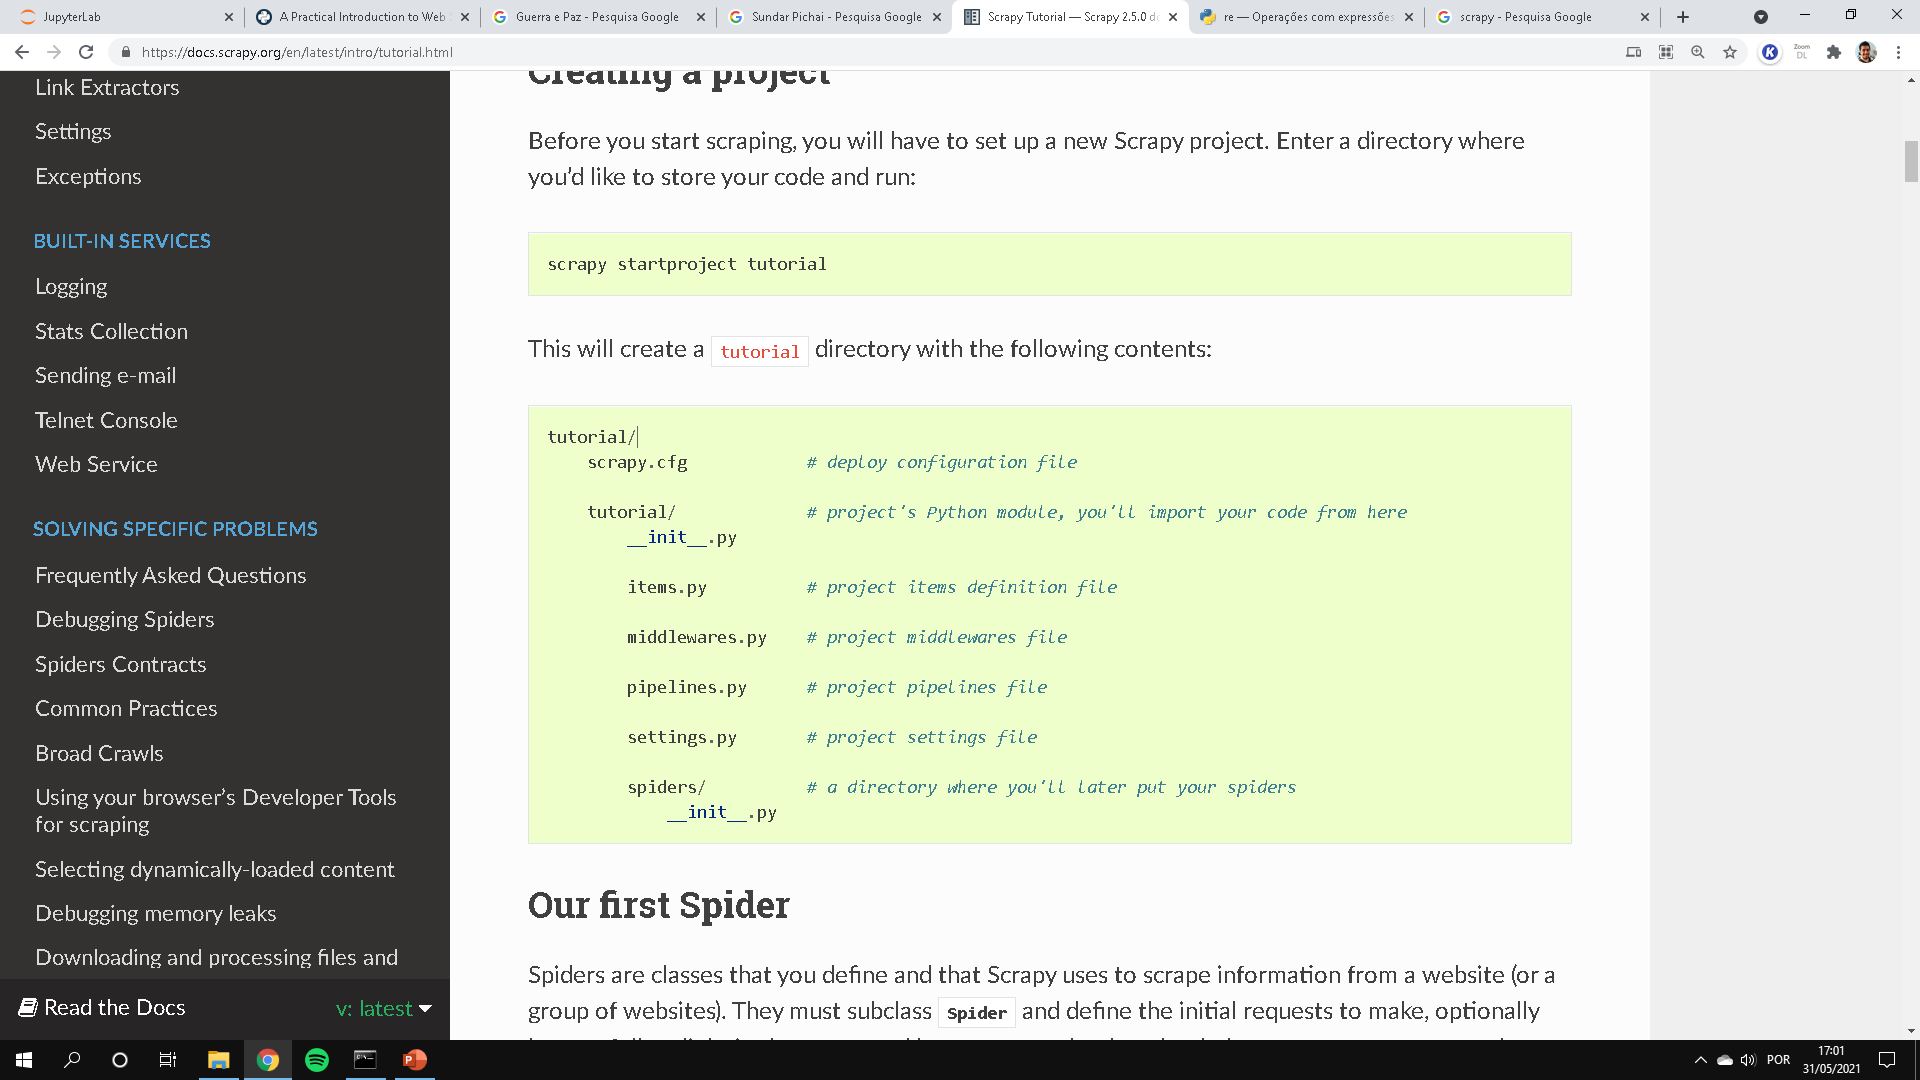 JupyterLab
A Practical Introduction to Web
Guerra e Paz - Pesquisa Google
Sundar Pichai - Pesquisa Google
Scrapy Tutorial — Scrapy 2.5.0 d
re — Operações com expressões
scrapy - Pesquisa Google
https://docs.scrapy.org/en/latest/intro/tutorial.html
Zoom
DL
Link Extractors
Settings
Exceptions
BUILT-IN SERVICES
Logging
Stats Collection
Sending e-mail
Telnet Console
Web Service
SOLVING SPECIFIC PROBLEMS
Frequently Asked Questions
Debugging Spiders
Spiders Contracts
Common Practices
Broad Crawls
Using your browser’s Developer Tools
for scraping
Selecting dynamically-loaded content
Debugging memory leaks
Downloading and processing files and
Read the Docs
v: latest
Creating a project
Before you start scraping, you will have to set up a new Scrapy project. Enter a directory where
you’d like to store your code and run:
scrapy startproject tutorial
This will create a tutorial directory with the following contents:
tutorial/
scrapy.cfg # deploy configuration file
tutorial/ # project's Python module, you'll import your code from here
__init__.py
items.py # project items definition file
middlewares.py # project middlewares file
pipelines.py # project pipelines file
settings.py # project settings file
spiders/ # a directory where you'll later put your spiders
__init__.py
Our first Spider
Spiders are classes that you define and that Scrapy uses to scrape information from a website (or a
group of websites). They must subclass Spider and define the initial requests to make, optionally
POR
17:01
31/05/2021